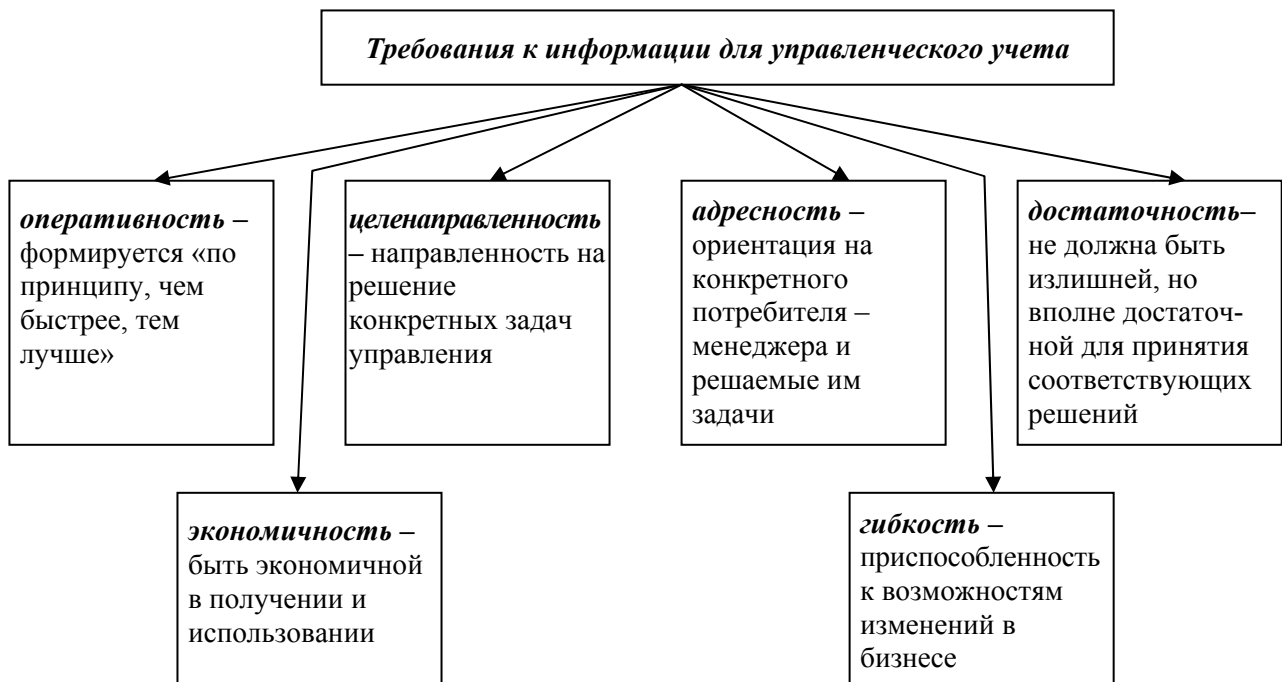 Требования к информации для управленческого учета
оперативность –
формируется «по
принципу, чем
быстрее, тем
лучше»
целенаправленность
– направленность на
решение
конкретных задач
управления
адресность –
ориентация на
конкретного
потребителя –
менеджера и
решаемые им
задачи
достаточность–
не должна быть
излишней, но
вполне достаточ-
ной для принятия
соответствующих
решений
экономичность –
быть экономичной
в получении и
использовании
гибкость –
приспособленность
к возможностям
изменений в
бизнесе